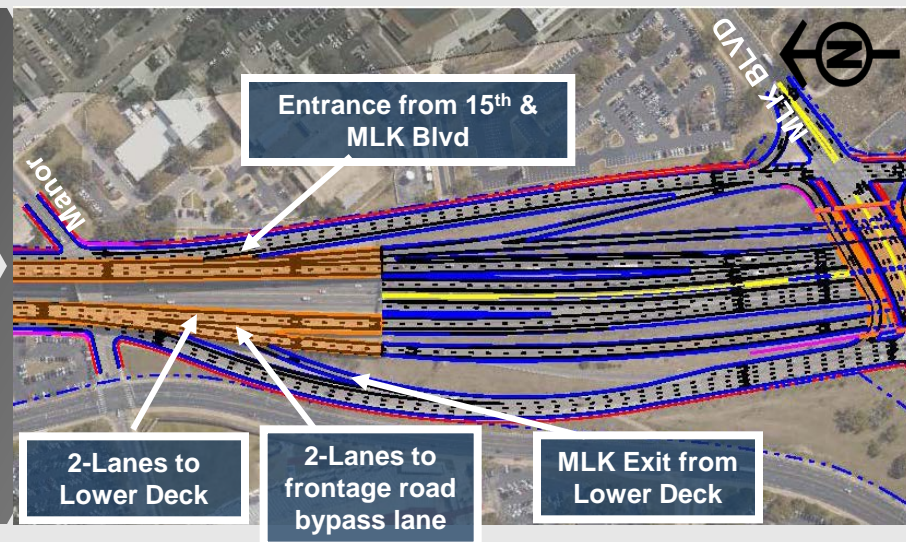 MLK BLVD
N
Entrance from 15th &
MLK Blvd
Manor
2-Lanes to
Lower Deck
2-Lanes to
frontage road
bypass lane
MLK Exit from
Lower Deck